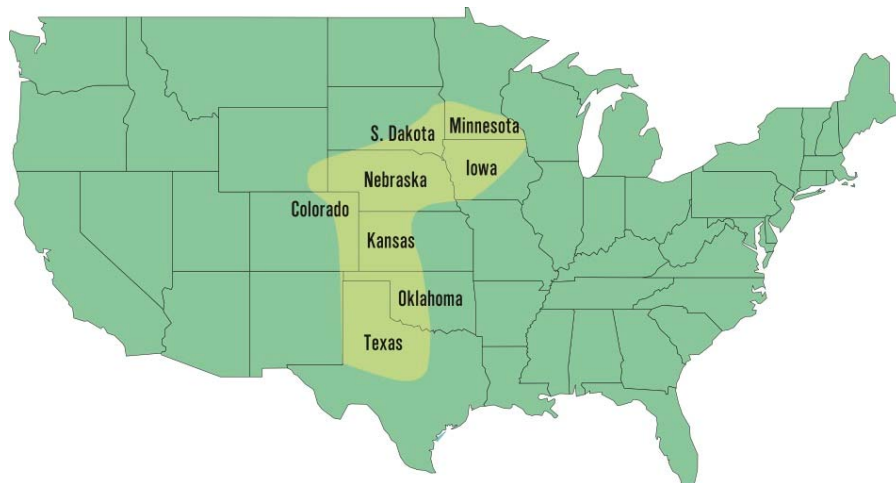 Minnesota
S. Dakota
Iowa
Nebraska
Colorado
Kansas
Oklahoma
Texas